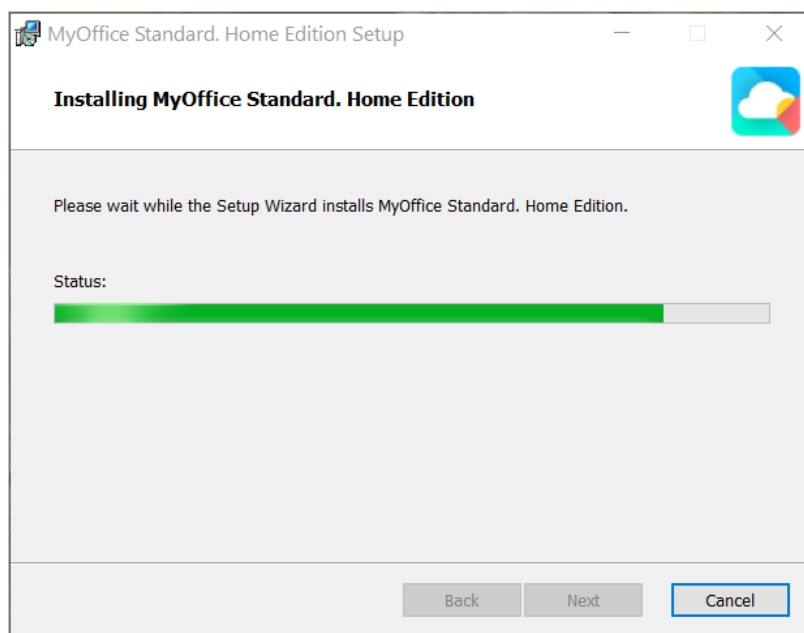 MyOffice Standard. Home Edition Setup
Installing MyOffice Standard. Home Edition
Please wait while the Setup Wizard installs MyOffice Standard. Home Edition.
Status:
Back Next Cancel